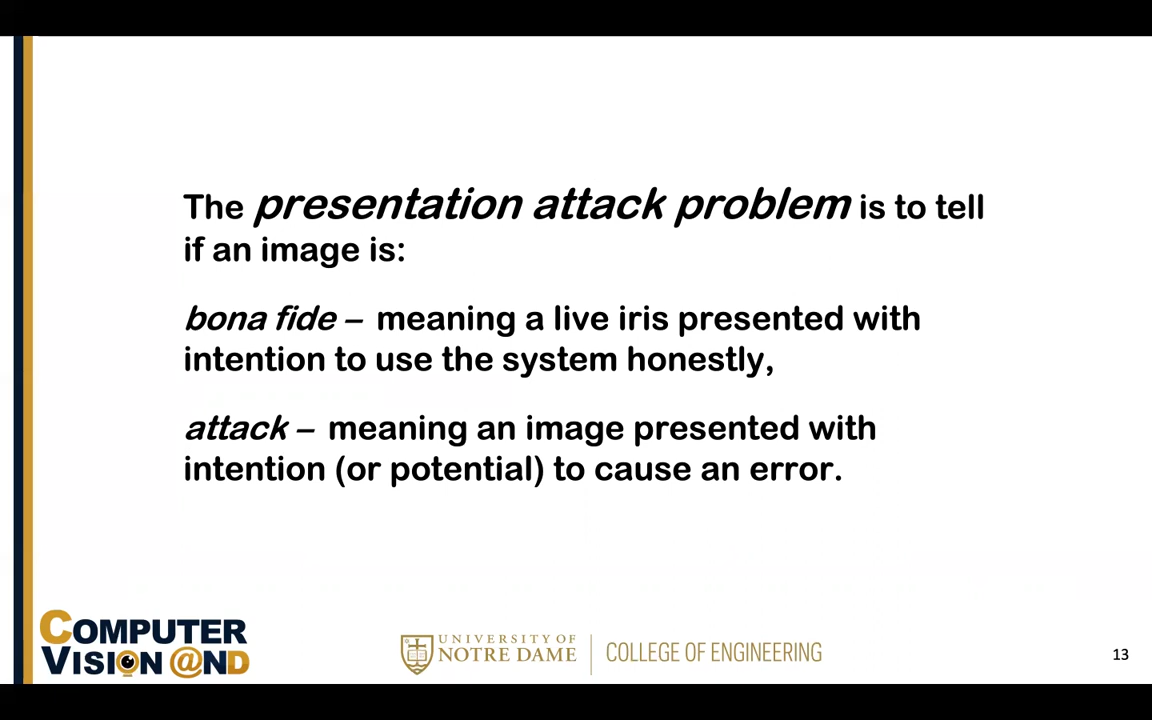 The presentation attack problem is to tell
if an image is:
bona fide – meaning a live iris presented with
intention to use the system honestly,
attack – meaning an image presented with
intention (or potential) to cause an error.
COMPUTER
VISION @ND
UNIVERSITY OF
NOTRE DAME
COLLEGE OF ENGINEERING
13